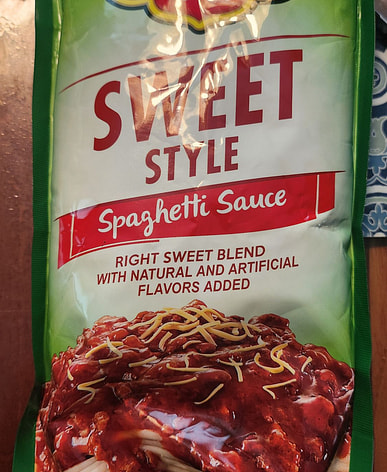 SWEET
STYLE
Spaghetti Sauce
RIGHT SWEET BLEND
WITH NATURAL AND ARTIFICIAL
FLAVORS ADDED